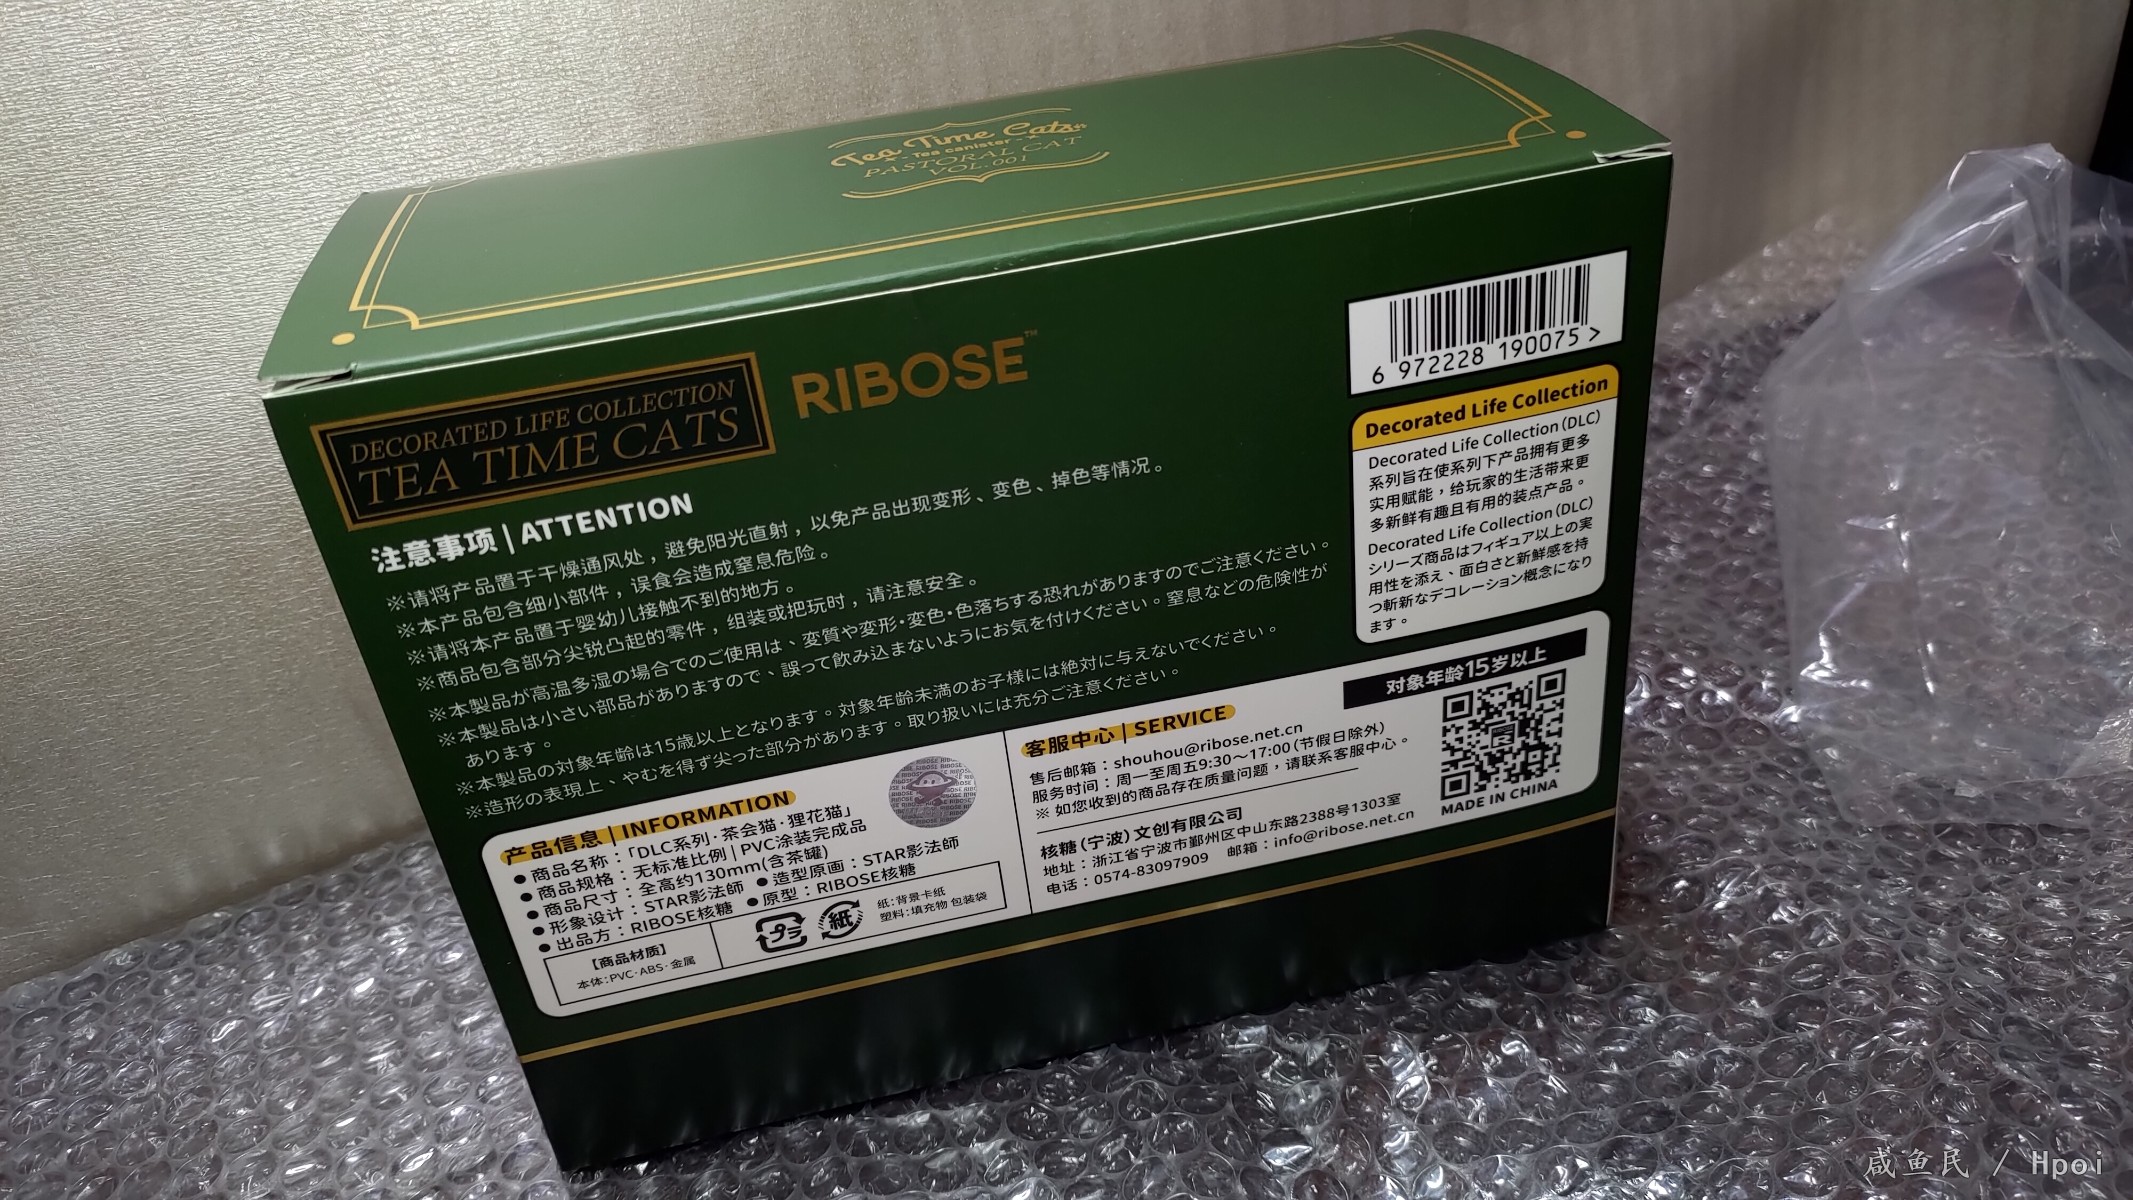 Tea Time Cats
-Tea canister-
PASTORAL CAT
VOL.001
DECORATED LIFE COLLECTION
TEA TIME CATS
RIBOSE™
注意事项 | ATTENTION
※请将产品置于干燥通风处，避免阳光直射，以免产品出现变形、变色、掉色等情况。
※本产品包含细小部件，误食会造成窒息危险。
※请将本产品置于婴幼儿接触不到的地方。
※商品包含部分尖锐凸起的零件，组装或把玩时，请注意安全。
※本製品が高温多湿の場合でのご使用は、変質や変形・変色・色落ちする恐れがありますのでご注意ください。
※本製品は小さい部品がありますので、誤って飲み込まないようにお気を付けください。窒息などの危険性が
あります。
※本製品の対象年齢は15歳以上となります。対象年齢未満のお子様には絶対に与えないでください。
※造形の表現上、やむを得ず尖った部分があります。取り扱いには充分ご注意ください。
6 972228 190075 >
Decorated Life Collection
Decorated Life Collection (DLC)
系列旨在使系列下产品拥有更多
实用赋能，给玩家的生活带来更
多新鲜有趣且有用的装点产品。
Decorated Life Collection (DLC)
シリーズ商品はフィギュア以上の実
用性を添え、面白さと新鮮感を持
つ斬新なデコレーション概念になり
ます。
产品信息 | INFORMATION
● 商品名称：「DLC系列·茶会猫·狸花猫」
● 商品规格：无标准比例 | PVC涂装完成品
● 商品尺寸：全高约130mm(含茶罐)
● 形象设计：STAR影法師 ● 造型原画：STAR影法師
● 出品方：RIBOSE核糖 ● 原型：RIBOSE核糖
【商品材质】
本体：PVC·ABS·金属
プラ
紙
纸：背景卡纸
塑料：填充物 包装袋
RIBOSE
客服中心 | SERVICE
售后邮箱：shouhou@ribose.net.cn
服务时间：周一至周五9:30～17:00（节假日除外）
※ 如您收到的商品存在质量问题，请联系客服中心。
核糖（宁波）文创有限公司
地址：浙江省宁波市鄞州区中山东路2388号1303室
电话：0574-83097909 邮箱：info@ribose.net.cn
对象年龄15岁以上
MADE IN CHINA
咸鱼民 / Hpoi